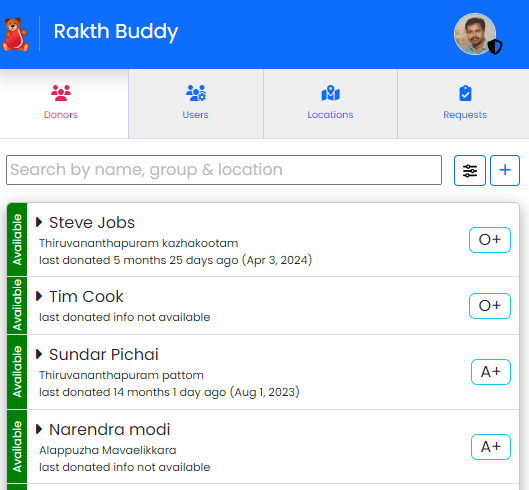 Rakth Buddy
Donors
Users
Locations
Requests
Search by name, group & location
+
Available
Steve Jobs
Thiruvananthapuram kazhakootam
last donated 5 months 25 days ago (Apr 3, 2024)
O+
Available
Tim Cook
last donated info not available
O+
Available
Sundar Pichai
Thiruvananthapuram pattom
last donated 14 months 1 day ago (Aug 1, 2023)
A+
Available
Narendra modi
Alappuzha Mavaelikkara
last donated info not available
A+